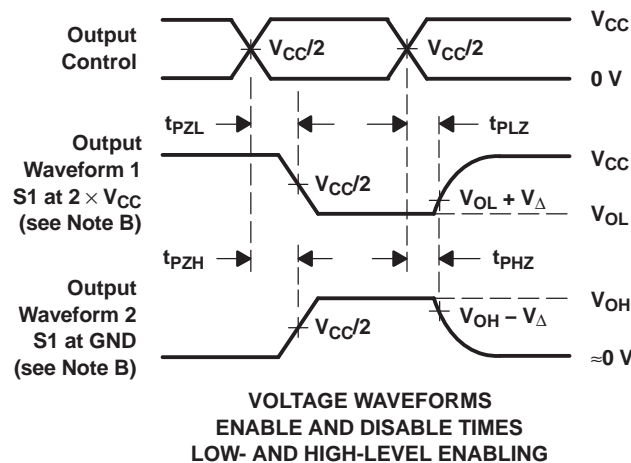 Output
Control
V_CC/2
V_CC/2
V_CC
0 V
t_PZL
t_PLZ
Output
Waveform 1
S1 at 2 × V_CC
(see Note B)
V_CC/2
V_OL + V_Δ
V_CC
V_OL
t_PZH
t_PHZ
Output
Waveform 2
S1 at GND
(see Note B)
V_CC/2
V_OH − V_Δ
V_OH
≈0 V
VOLTAGE WAVEFORMS
ENABLE AND DISABLE TIMES
LOW- AND HIGH-LEVEL ENABLING